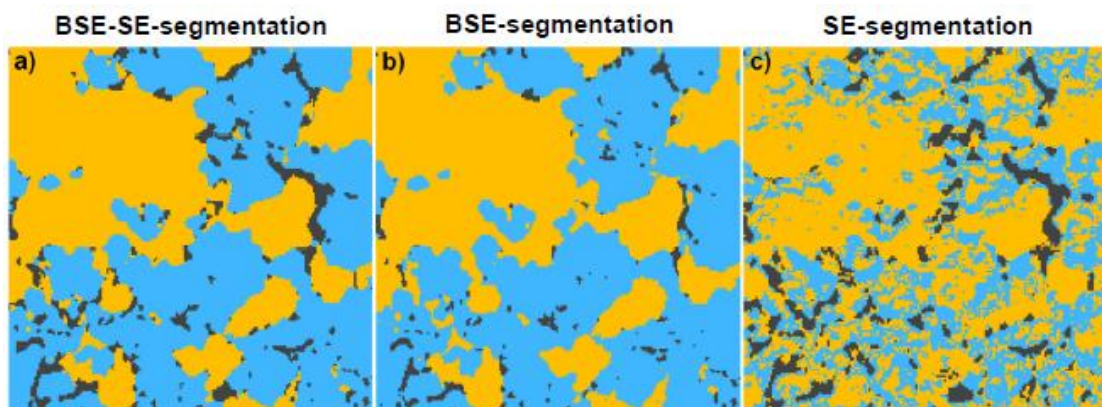 BSE-SE-segmentation
BSE-segmentation
SE-segmentation
a)
b)
c)